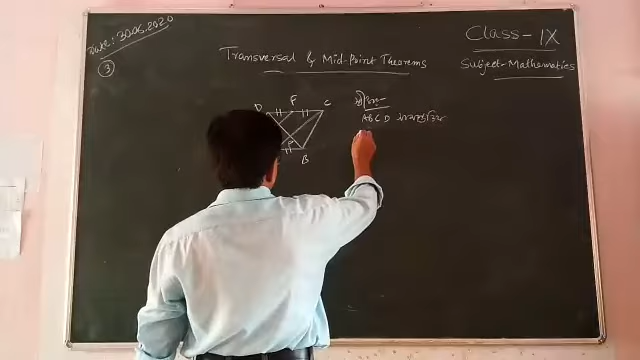 Date: 30.06.2020
3
Transversal & Mid-Point Theorems
Class - IX
Subject - Mathematics
D F C
P
B
ABCD